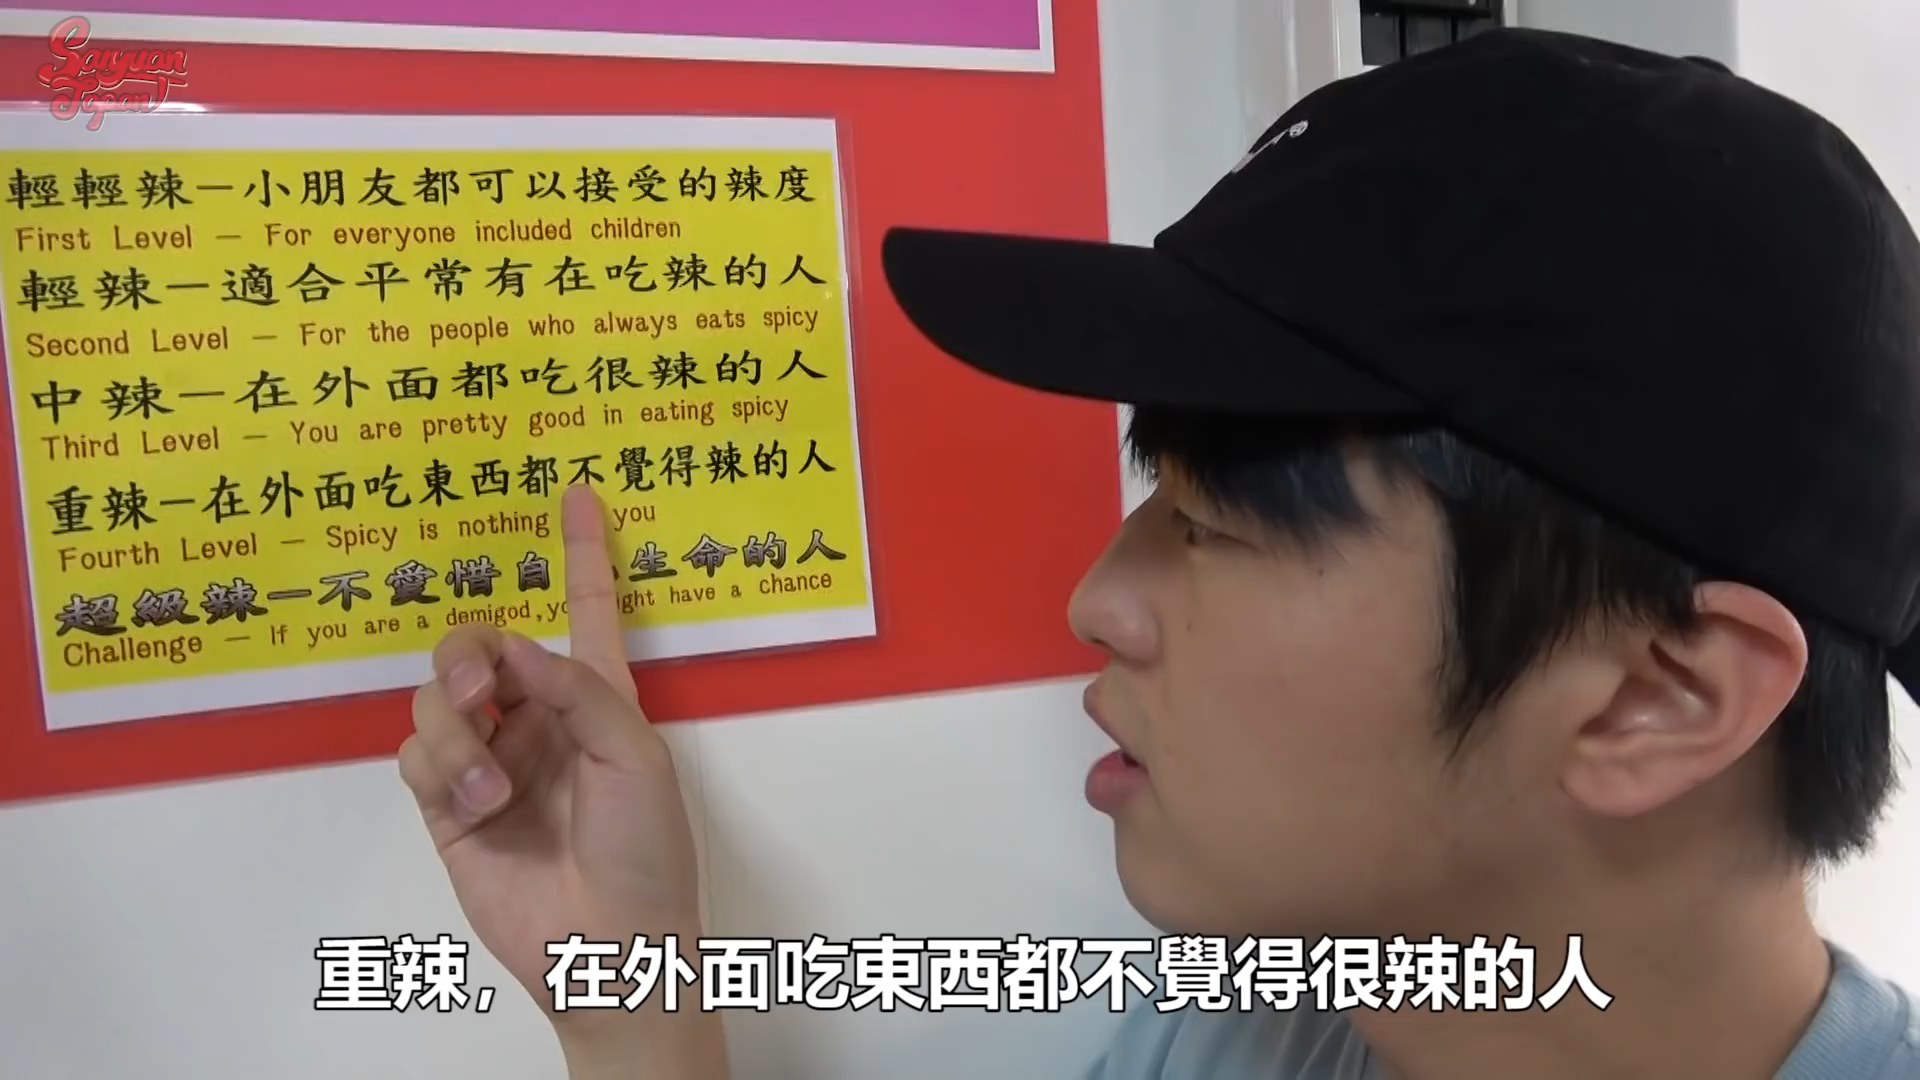 Saiyuan
Japan
輕輕辣－小朋友都可以接受的辣度
First Level — For everyone included children
輕辣－適合平常有在吃辣的人
Second Level — For the people who always eats spicy
中辣－在外面都吃很辣的人
Third Level — You are pretty good in eating spicy
重辣－在外面吃東西都不覺得辣的人
Fourth Level — Spicy is nothing you
超級辣－不愛惜自 生命的人
Challenge — If you are a demigod, have a chance
重辣，在外面吃東西都不覺得很辣的人